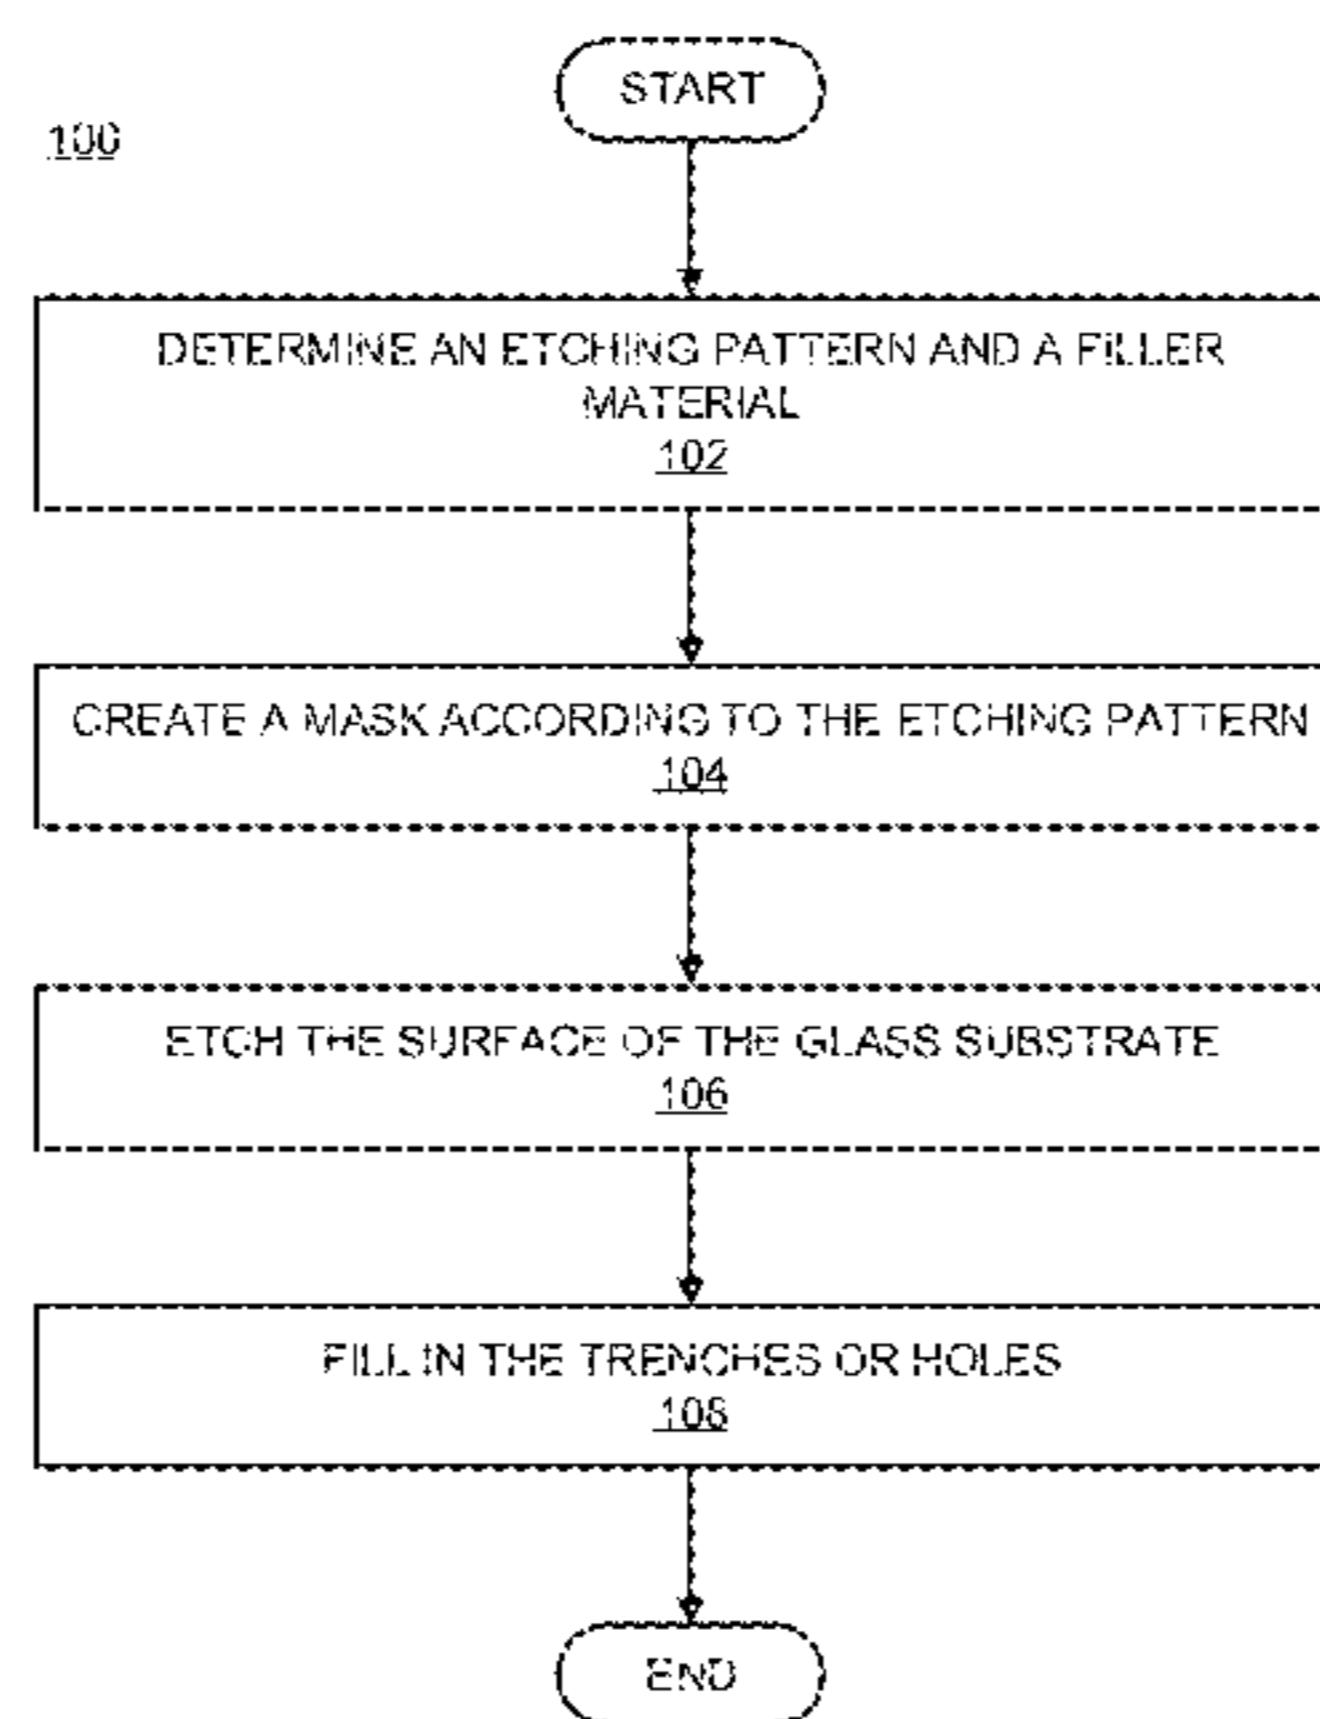 START
100
DETERMINE AN ETCHING PATTERN AND A FILLER
MATERIAL
102
CREATE A MASK ACCORDING TO THE ETCHING PATTERN
104
ETCH THE SURFACE OF THE GLASS SUBSTRATE
106
FILL IN THE TRENCHES OR HOLES
108
END